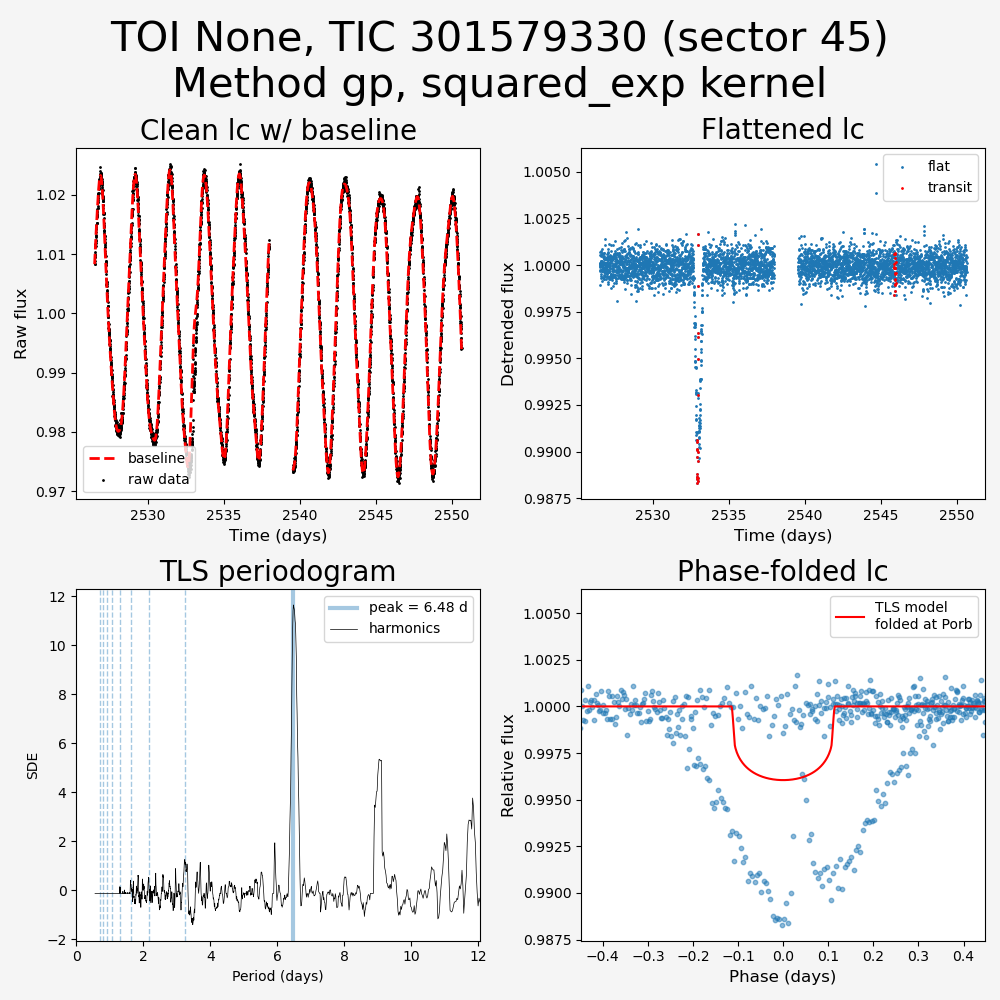 TOI None, TIC 301579330 (sector 45)
Method gp, squared_exp kernel
Clean lc w/ baseline
Raw flux
1.02
1.01
1.00
0.99
0.98
0.97
baseline
raw data
2530 2535 2540 2545 2550
Time (days)
Flattened lc
Detrended flux
1.0050
1.0025
1.0000
0.9975
0.9950
0.9925
0.9900
0.9875
flat
transit
2530 2535 2540 2545 2550
Time (days)
TLS periodogram
SDE
12
10
8
6
4
2
0
−2
peak = 6.48 d
harmonics
0 2 4 6 8 10 12
Period (days)
Phase-folded lc
Relative flux
1.0050
1.0025
1.0000
0.9975
0.9950
0.9925
0.9900
0.9875
TLS model
folded at Porb
−0.4 −0.3 −0.2 −0.1 0.0 0.1 0.2 0.3 0.4
Phase (days)